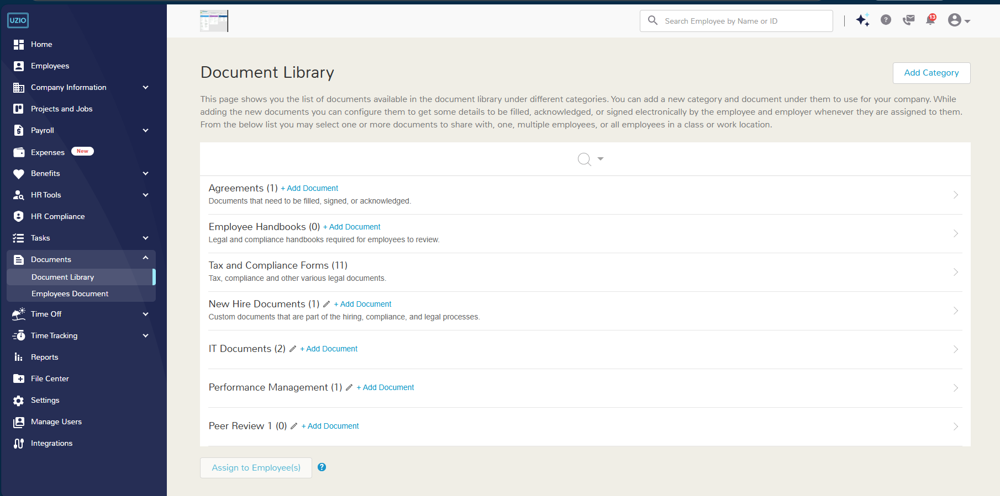 UZIO
Home
Employees
Company Information
Projects and Jobs
Payroll
Expenses New
Benefits
HR Tools
HR Compliance
Tasks
Documents
Document Library
Employees Document
Time Off
Time Tracking
Reports
File Center
Settings
Manage Users
Integrations
Search Employee by Name or ID
?
13
Document Library
Add Category
This page shows you the list of documents available in the document library under different categories. You can add a new category and document under them to use for your company. While
adding the new documents you can configure them to get some details to be filled, acknowledged, or signed electronically by the employee and employer whenever they are assigned to them.
From the below list you may select one or more documents to share with, one, multiple employees, or all employees in a class or work location.
Agreements (1) + Add Document
Documents that need to be filled, signed, or acknowledged.
Employee Handbooks (0) + Add Document
Legal and compliance handbooks required for employees to review.
Tax and Compliance Forms (11)
Tax, compliance and other various legal documents.
New Hire Documents (1) + Add Document
Custom documents that are part of the hiring, compliance, and legal processes.
IT Documents (2) + Add Document
Performance Management (1) + Add Document
Peer Review 1 (0) + Add Document
Assign to Employee(s) ?